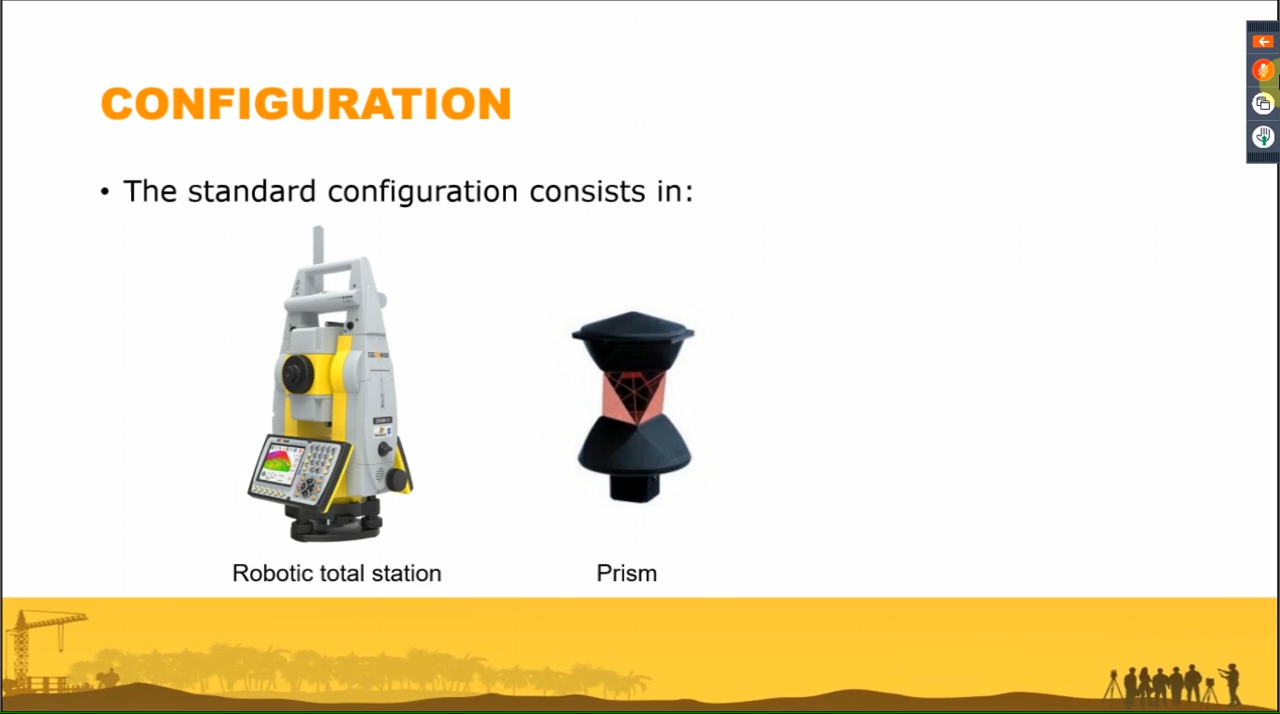 CONFIGURATION
• The standard configuration consists in:
Robotic total station
Prism